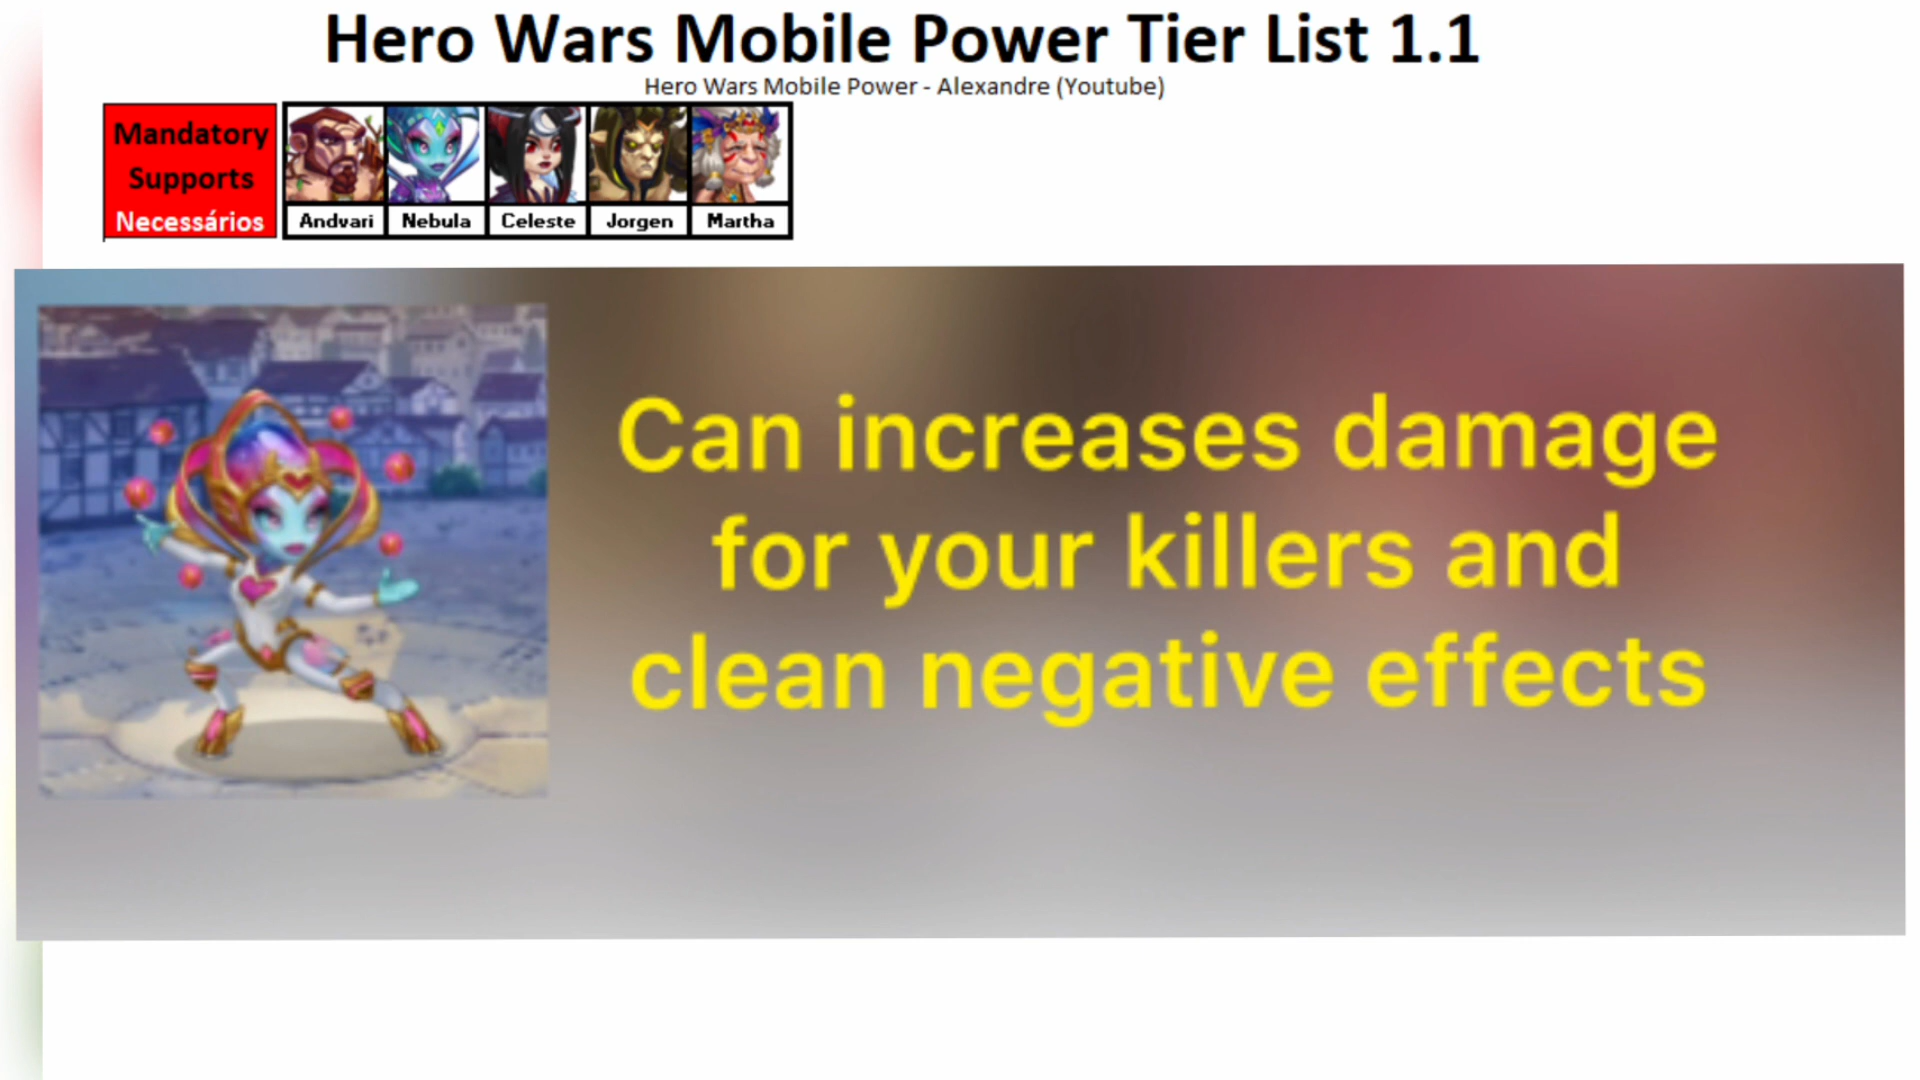 Hero Wars Mobile Power Tier List 1.1
Hero Wars Mobile Power - Alexandre (Youtube)
Mandatory
Supports
Necessários
Andvari Nebula Celeste Jorgen Martha
Can increases damage
for your killers and
clean negative effects